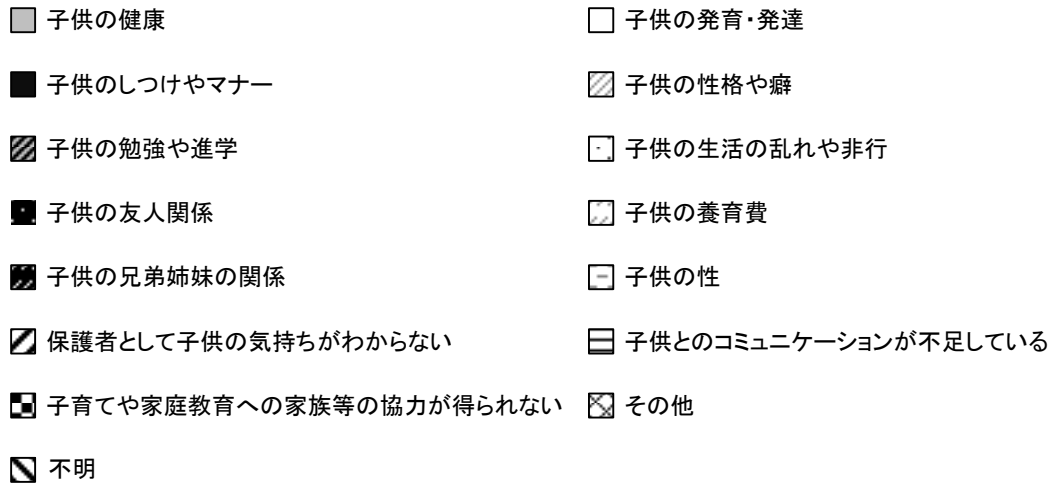 子供の健康
子供の発育・発達
子供のしつけやマナー
子供の性格や癖
子供の勉強や進学
子供の生活の乱れや非行
子供の友人関係
子供の養育費
子供の兄弟姉妹の関係
子供の性
保護者として子供の気持ちがわからない
子供とのコミュニケーションが不足している
子育てや家庭教育への家族等の協力が得られない
その他
不明